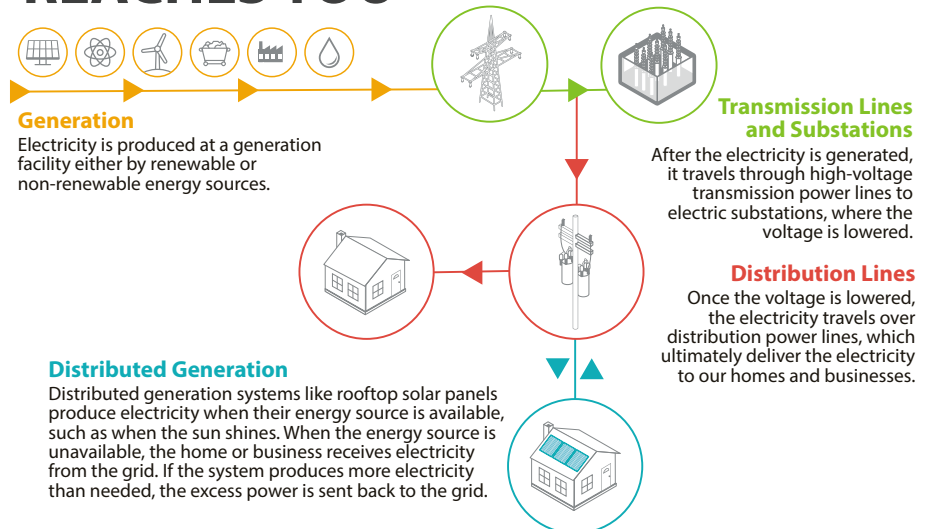 REACHES YOU
Generation
Electricity is produced at a generation
facility either by renewable or
non-renewable energy sources.
Transmission Lines
and Substations
After the electricity is generated,
it travels through high-voltage
transmission power lines to
electric substations, where the
voltage is lowered.
Distribution Lines
Once the voltage is lowered,
the electricity travels over
distribution power lines, which
ultimately deliver the electricity
to our homes and businesses.
Distributed Generation
Distributed generation systems like rooftop solar panels
produce electricity when their energy source is available,
such as when the sun shines. When the energy source is
unavailable, the home or business receives electricity
from the grid. If the system produces more electricity
than needed, the excess power is sent back to the grid.